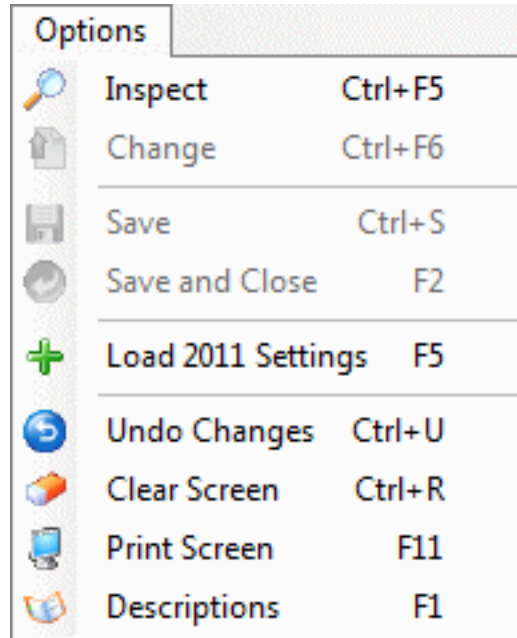 Options
Inspect Ctrl+F5
Change Ctrl+F6
Save Ctrl+S
Save and Close F2
Load 2011 Settings F5
Undo Changes Ctrl+U
Clear Screen Ctrl+R
Print Screen F11
Descriptions F1